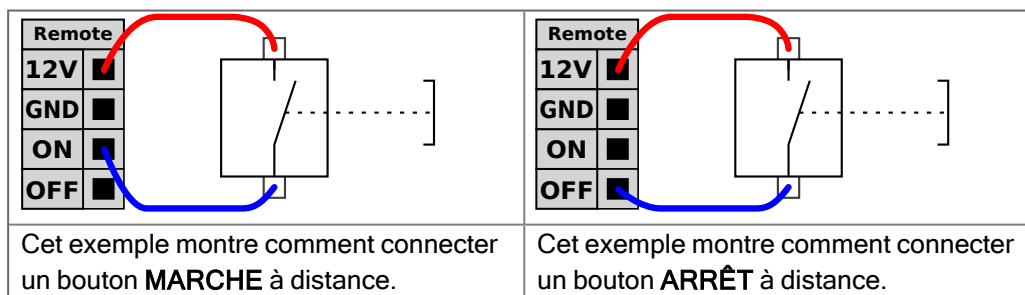 Remote
12V
GND
ON
OFF
Cet exemple montre comment connecter
un bouton MARCHE à distance.
Remote
12V
GND
ON
OFF
Cet exemple montre comment connecter
un bouton ARRÊT à distance.